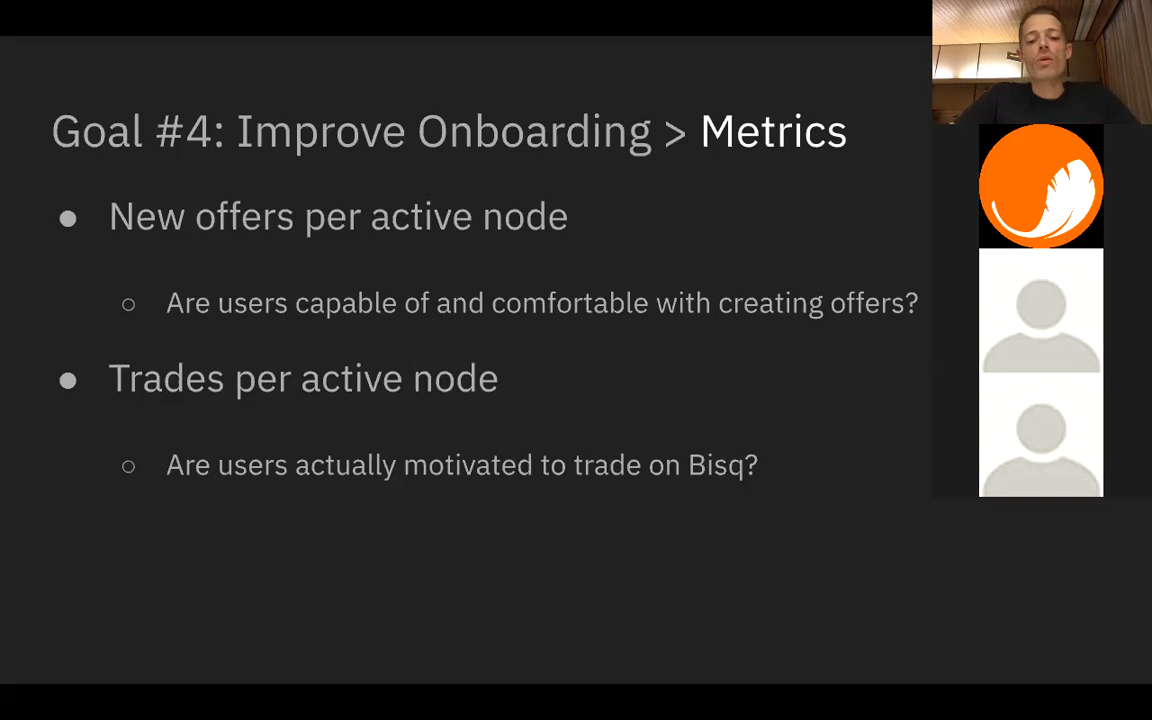 Goal #4: Improve Onboarding > Metrics
● New offers per active node
○ Are users capable of and comfortable with creating offers?
● Trades per active node
○ Are users actually motivated to trade on Bisq?